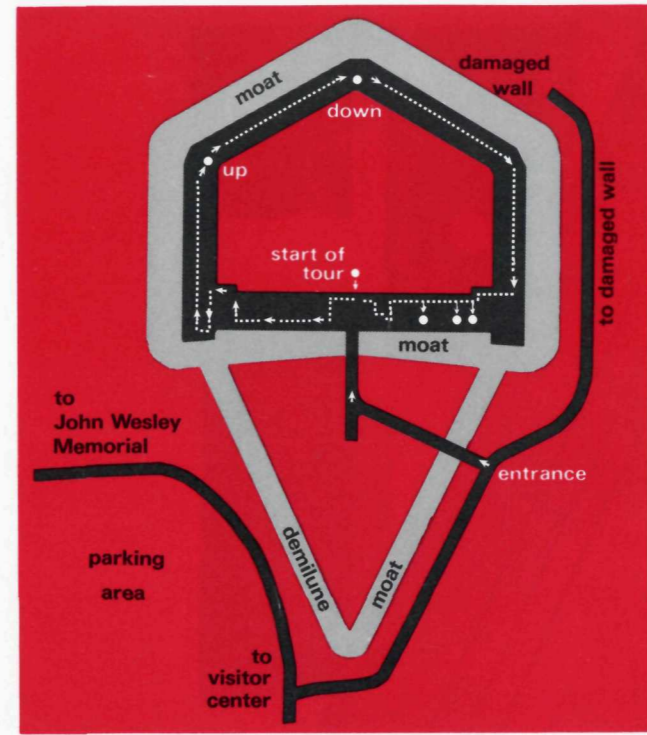 moat
damaged
wall
down
up
to damaged wall
start of
tour
moat
to
John Wesley
Memorial
entrance
parking
area
demilune
moat
to
visitor
center